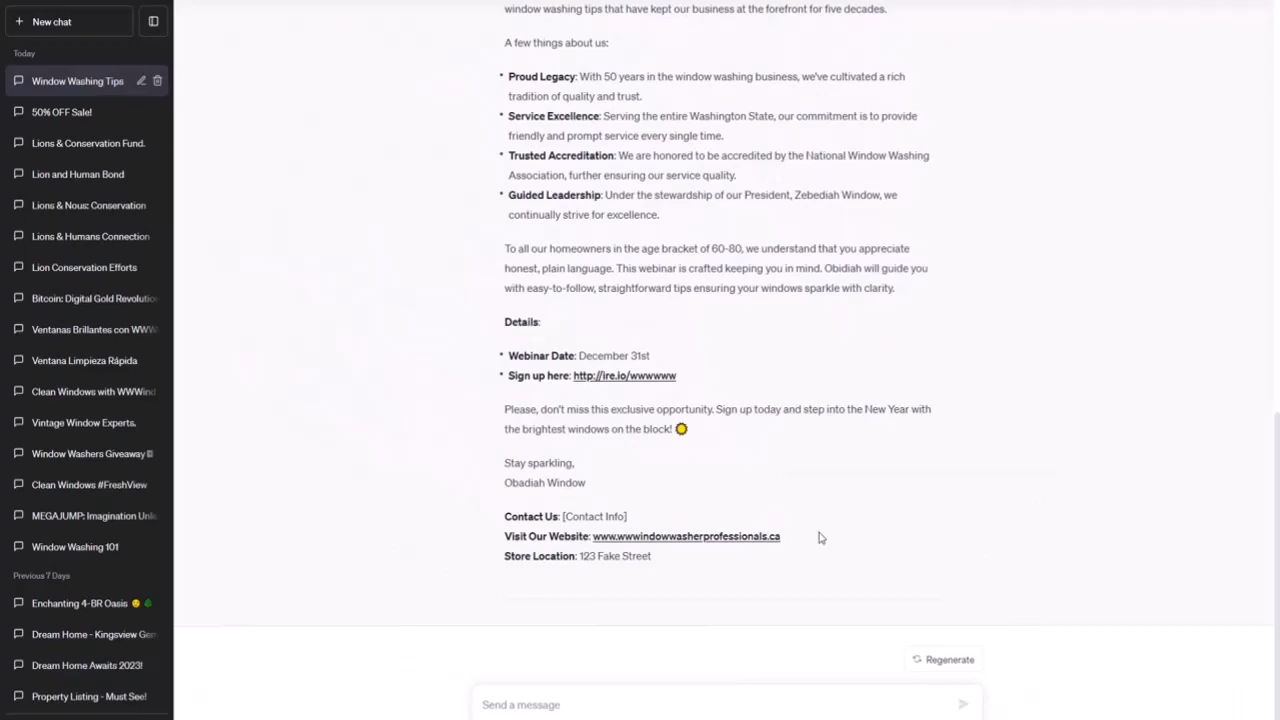 New chat
Today
Window Washing Tips
50% OFF Sale!
Lions & Conservation Fund.
Lion and Human Bond
Lions & Noux: Conservation
Lions & Humans Connection
Lion Conservation Efforts
Bitcoin: Digital Gold Revolutio
Ventanas Brillantes con WWW
Ventana Limpieza Rápida
Clean Windows with WWWind
Vintage Window Experts.
Window Washers Giveaway
Clean Windows #FreshView
MEGAJUMP: Imagination Unle
Window Washing 101
Previous 7 Days
Enchanting 4-BR Oasis
Dream Home - Kingsview Gem
Dream Home Awaits 2023!
Property Listing - Must See!
window washing tips that have kept our business at the forefront for five decades.
A few things about us:
• Proud Legacy: With 50 years in the window washing business, we've cultivated a rich
tradition of quality and trust.
• Service Excellence: Serving the entire Washington State, our commitment is to provide
friendly and prompt service every single time.
• Trusted Accreditation: We are honored to be accredited by the National Window Washing
Association, further ensuring our service quality.
• Guided Leadership: Under the stewardship of our President, Zebediah Window, we
continually strive for excellence.
To all our homeowners in the age bracket of 60-80, we understand that you appreciate
honest, plain language. This webinar is crafted keeping you in mind. Obidiah will guide you
with easy-to-follow, straightforward tips ensuring your windows sparkle with clarity.
Details:
• Webinar Date: December 31st
• Sign up here: http://ire.io/wwwwww
Please, don't miss this exclusive opportunity. Sign up today and step into the New Year with
the brightest windows on the block! 🌞
Stay sparkling,
Obadiah Window
Contact Us: [Contact Info]
Visit Our Website: www.wwwindowwasherprofessionals.ca
Store Location: 123 Fake Street
Regenerate
Send a message